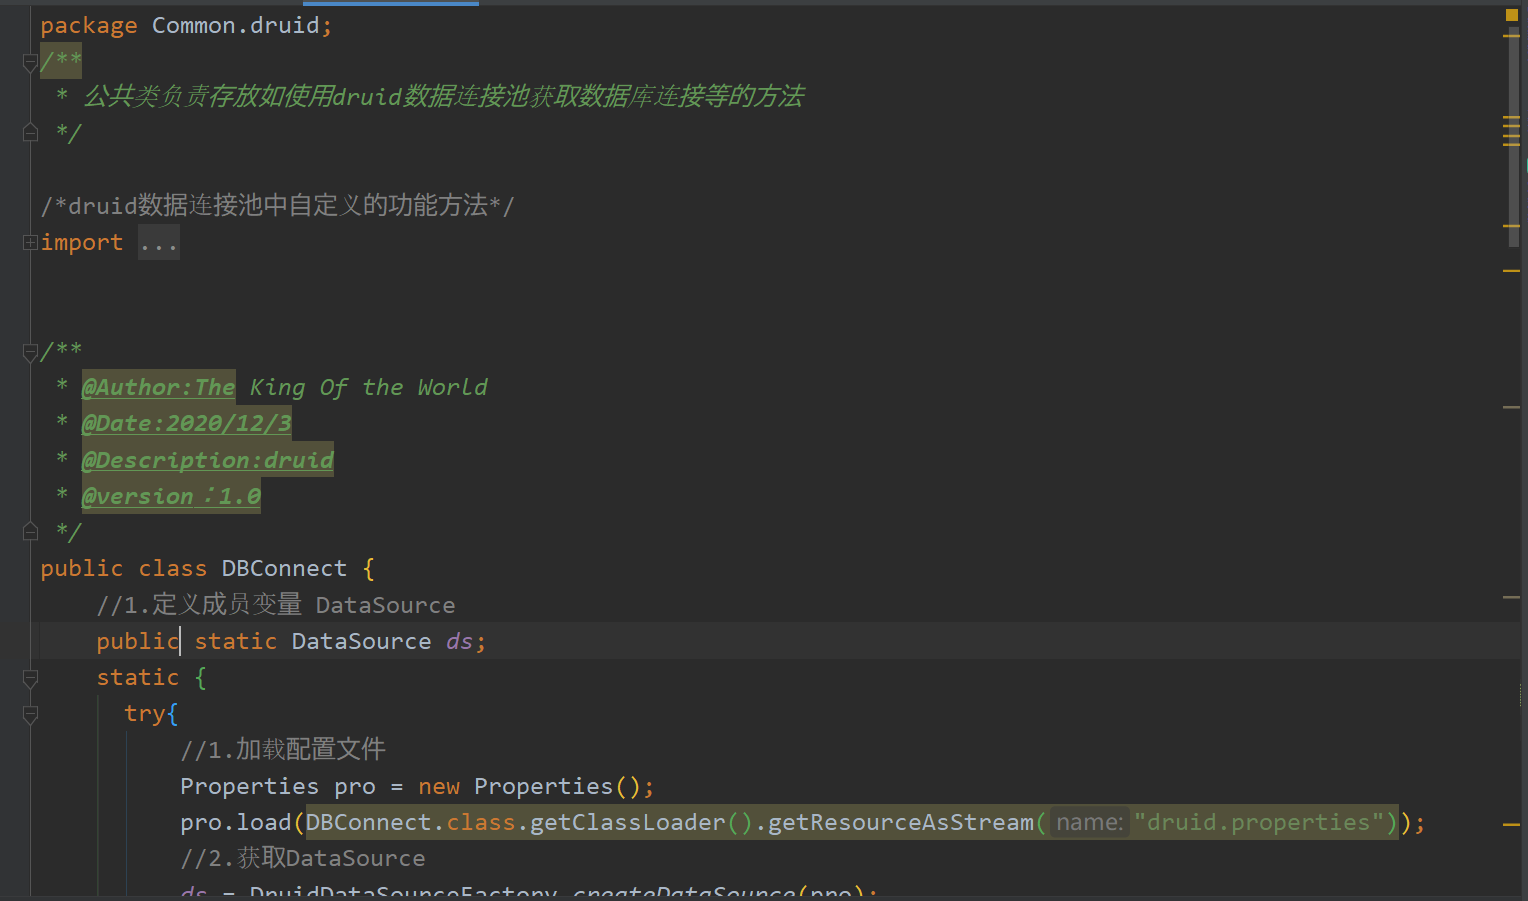 package Common.druid;
/**
* 公共类负责存放如使用druid数据连接池获取数据库连接等的方法
*/
/*druid数据连接池中自定义的功能方法*/
import ...
/**
* @Author:The King Of the World
* @Date:2020/12/3
* @Description:druid
* @version：1.0
*/
public class DBConnect {
//1.定义成员变量 DataSource
public static DataSource ds;
static {
try{
//1.加载配置文件
Properties pro = new Properties();
pro.load(DBConnect.class.getClassLoader().getResourceAsStream( name: "druid.properties"));
//2.获取DataSource
ds = DruidDataSourceFactory.createDataSource(pro);